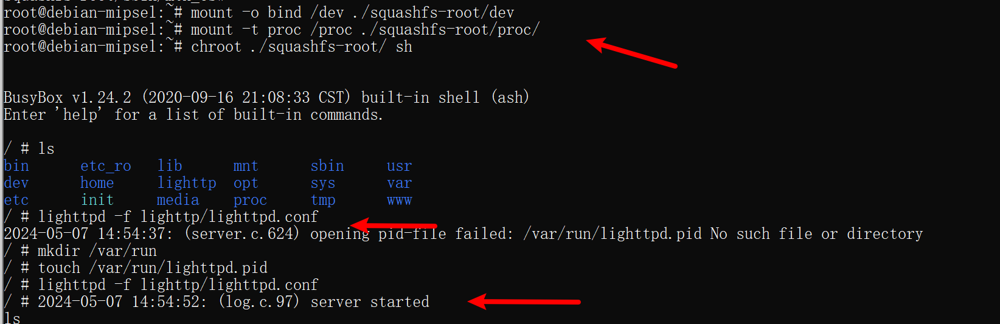 root@debian-mipsel:~# mount -o bind /dev ./squashfs-root/dev
root@debian-mipsel:~# mount -t proc /proc ./squashfs-root/proc/
root@debian-mipsel:~# chroot ./squashfs-root/ sh
BusyBox v1.24.2 (2020-09-16 21:08:33 CST) built-in shell (ash)
Enter 'help' for a list of built-in commands.
/ # ls
bin etc_ro lib mnt sbin usr
dev home lighttp opt sys var
etc init media proc tmp www
/ # lighttpd -f lighttp/lighttpd.conf
2024-05-07 14:54:37: (server.c.624) opening pid-file failed: /var/run/lighttpd.pid No such file or directory
/ # mkdir /var/run
/ # touch /var/run/lighttpd.pid
/ # lighttpd -f lighttp/lighttpd.conf
/ # 2024-05-07 14:54:52: (log.c.97) server started
ls